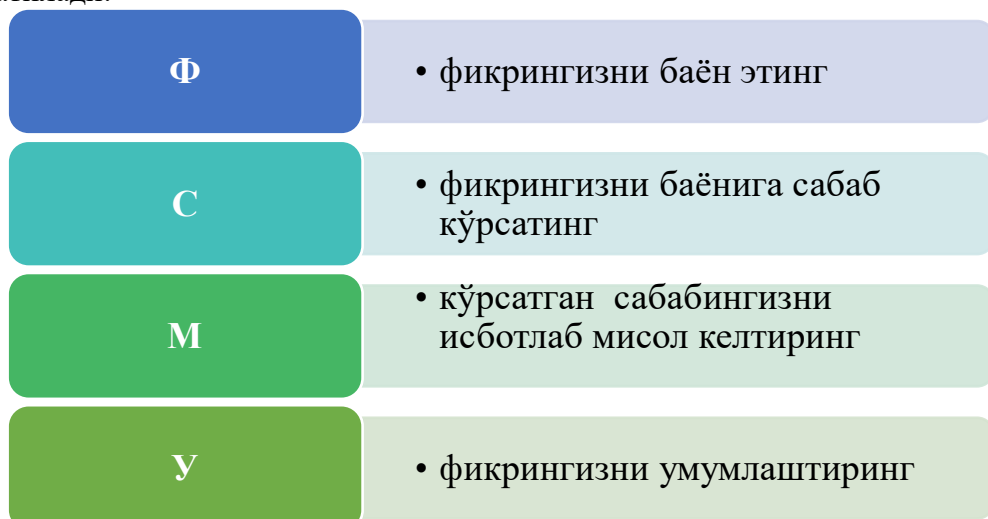 Ф
• фикрингизни баён этинг
С
• фикрингизни баёнига сабаб
кўрсатинг
М
• кўрсатган сабабингизни
исботлаб мисол келтиринг
У
• фикрингизни умумлаштиринг